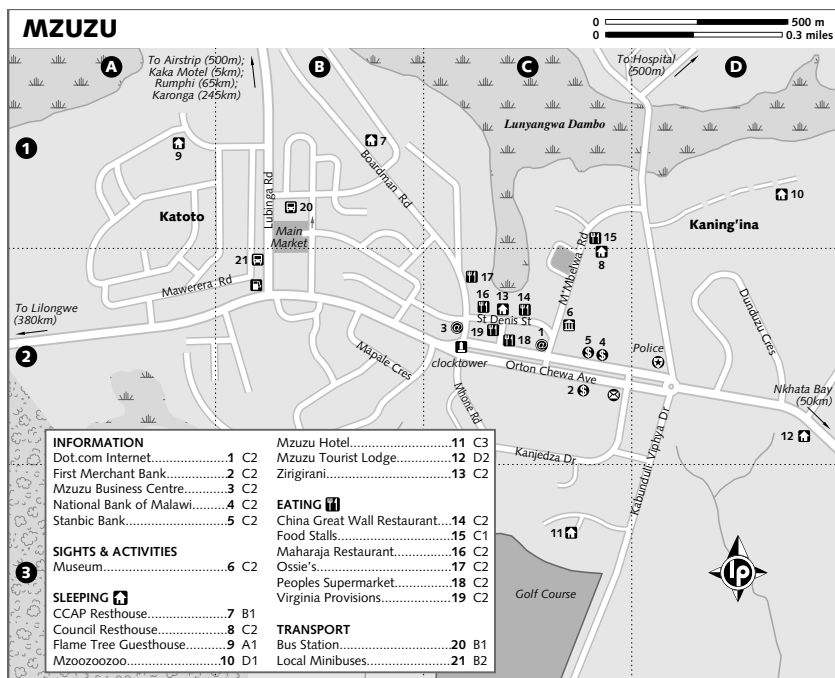 MZUZU
0 500 m
0 0.3 miles
A
B
C
D
To Airstrip (500m);
Kaka Motel (5km);
Rumphi (65km);
Karonga (245km)
To Hospital
(500m)
Lunyangwa Dambo
1
9
7
Boardman Rd
10
Katoto
Lubinga Rd
20
Kaning'ina
Main
Market
M'Mbelwa Rd
15
8
21
Mawerera Rd
17
16 13 14
St Denis St
6
To Lilongwe
(380km)
3
19
18
1
5 4
Police
Dunduzu Cres
2
clocktower
Mapale Cres
Orton Chewa Ave
2
Nkhata Bay
(50km)
Mhone Rd
12
Kanjedza Dr
Kabunduli Viphya Dr
11
3
Golf Course
lp
INFORMATION
Dot.com Internet 1 C2
First Merchant Bank 2 C2
Mzuzu Business Centre 3 C2
National Bank of Malawi 4 C2
Stanbic Bank 5 C2
SIGHTS & ACTIVITIES
Museum 6 C2
SLEEPING
CCAP Resthouse 7 B1
Council Resthouse 8 C2
Flame Tree Guesthouse 9 A1
Mzoozoozoo 10 D1
Mzuzu Hotel 11 C3
Mzuzu Tourist Lodge 12 D2
Zirigirani 13 C2
EATING
China Great Wall Restaurant 14 C2
Food Stalls 15 C1
Maharaja Restaurant 16 C2
Ossie's 17 C2
Peoples Supermarket 18 C2
Virginia Provisions 19 C2
TRANSPORT
Bus Station 20 B1
Local Minibuses 21 B2